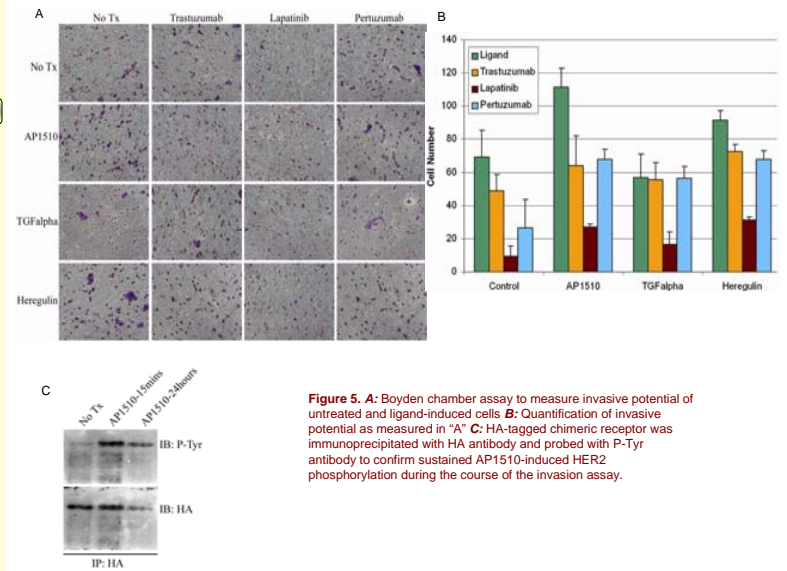 A
No Tx
Trastuzumab
Lapatinib
Pertuzumab
No Tx
AP1510
TGFalpha
Heregulin
B
140
120
100
80
60
40
20
0
Cell Number
Ligand
Trastuzumab
Lapatinib
Pertuzumab
Control
AP1510
TGFalpha
Heregulin
C
No Tx
AP1510-15mins
AP1510-24hours
IB: P-Tyr
IB: HA
IP: HA
Figure 5. A: Boyden chamber assay to measure invasive potential of
untreated and ligand-induced cells B: Quantification of invasive
potential as measured in “A” C: HA-tagged chimeric receptor was
immunoprecipitated with HA antibody and probed with P-Tyr
antibody to confirm sustained AP1510-induced HER2
phosphorylation during the course of the invasion assay.